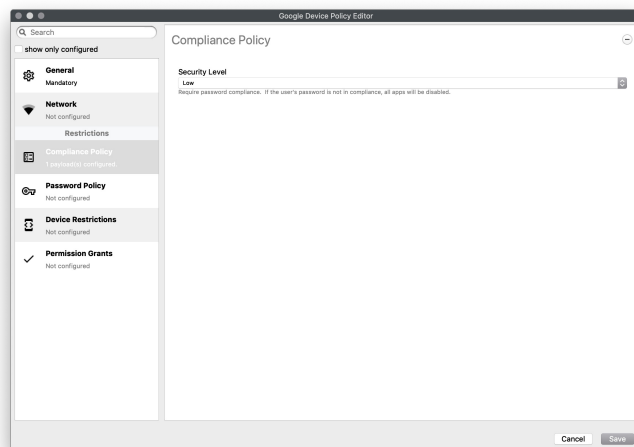 Google Device Policy Editor
Search
show only configured
General
Mandatory
Network
Not configured
Restrictions
Compliance Policy
1 payload(s) configured.
Password Policy
Not configured
Device Restrictions
Not configured
Permission Grants
Not configured
Compliance Policy
Security Level
Low
Require password compliance. If the user's password is not in compliance, all apps will be disabled.
Cancel
Save